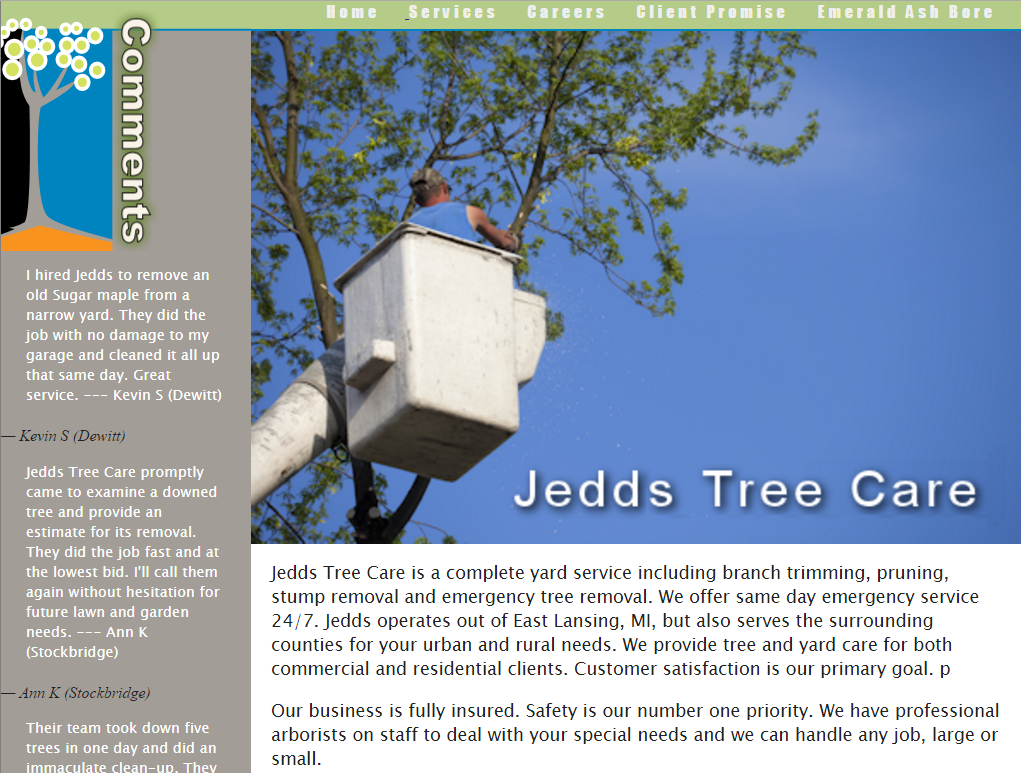 Home Services Careers Client Promise Emerald Ash Bore
Comments
I hired Jedds to remove an
old Sugar maple from a
narrow yard. They did the
job with no damage to my
garage and cleaned it all up
that same day. Great
service. --- Kevin S (Dewitt)
— Kevin S (Dewitt)
Jedds Tree Care promptly
came to examine a downed
tree and provide an
estimate for its removal.
They did the job fast and at
the lowest bid. I'll call them
again without hesitation for
future lawn and garden
needs. --- Ann K
(Stockbridge)
— Ann K (Stockbridge)
Their team took down five
trees in one day and did an
immaculate clean-up. They
Jedds Tree Care
Jedds Tree Care is a complete yard service including branch trimming, pruning,
stump removal and emergency tree removal. We offer same day emergency service
24/7. Jedds operates out of East Lansing, MI, but also serves the surrounding
counties for your urban and rural needs. We provide tree and yard care for both
commercial and residential clients. Customer satisfaction is our primary goal. p
Our business is fully insured. Safety is our number one priority. We have professional
arborists on staff to deal with your special needs and we can handle any job, large or
small.